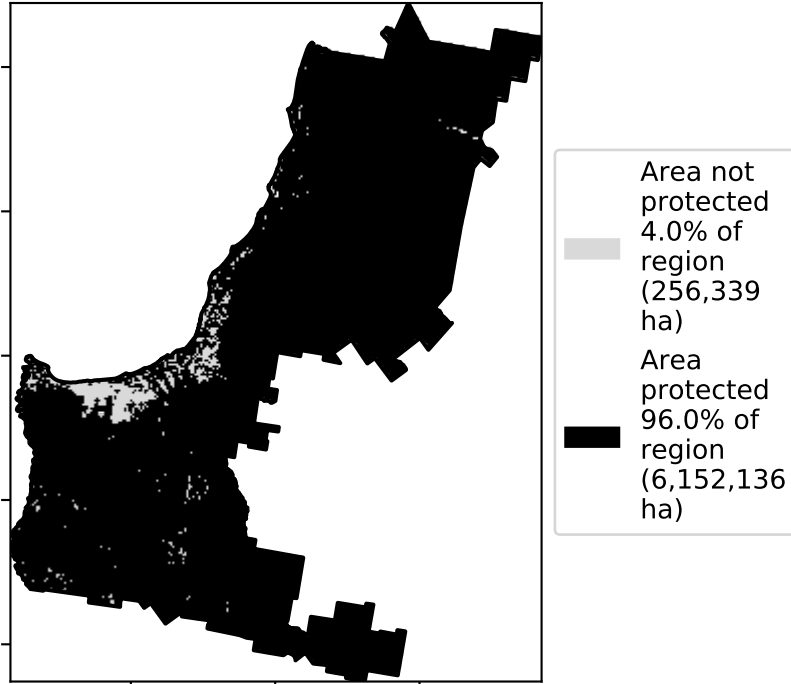 Area not
protected
4.0% of
region
(256,339
ha)
Area
protected
96.0% of
region
(6,152,136
ha)